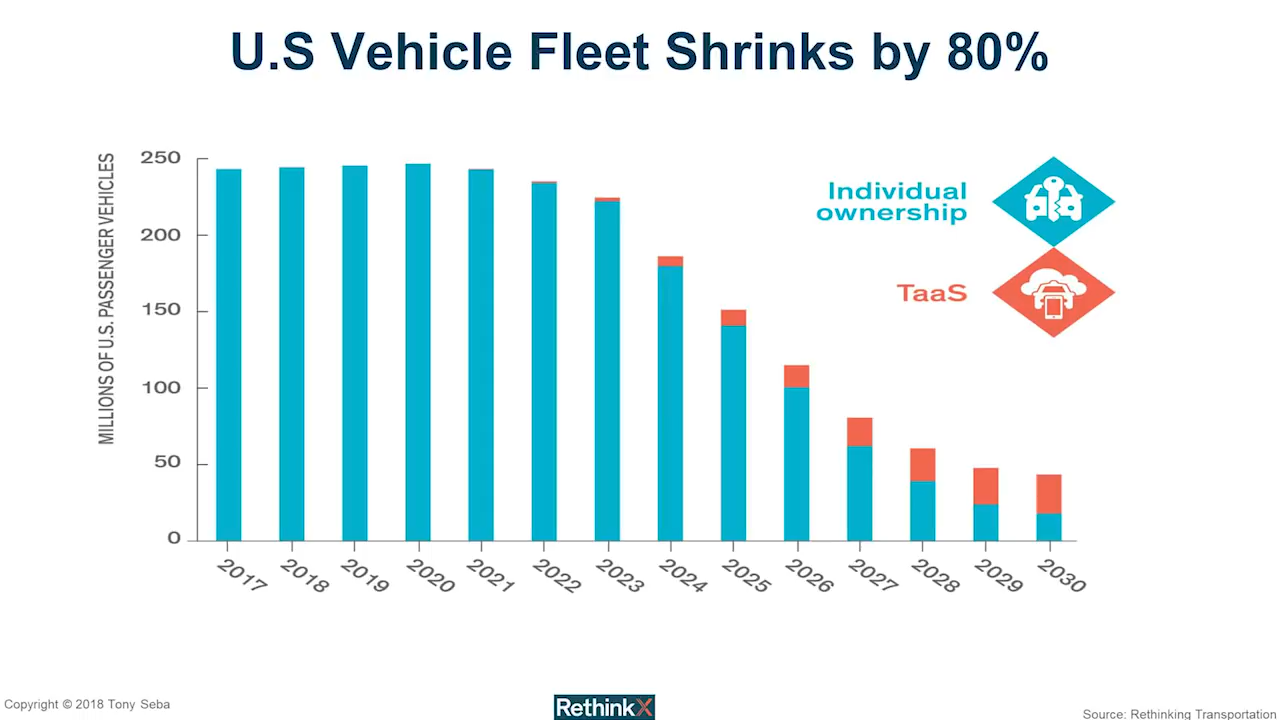 U.S Vehicle Fleet Shrinks by 80%
MILLIONS OF U.S. PASSENGER VEHICLES
250
200
150
100
50
0
Individual
ownership
TaaS
2017
2018
2019
2020
2021
2022
2023
2024
2025
2026
2027
2028
2029
2030
Copyright © 2018 Tony Seba
RethinkX
Source: Rethinking Transportation